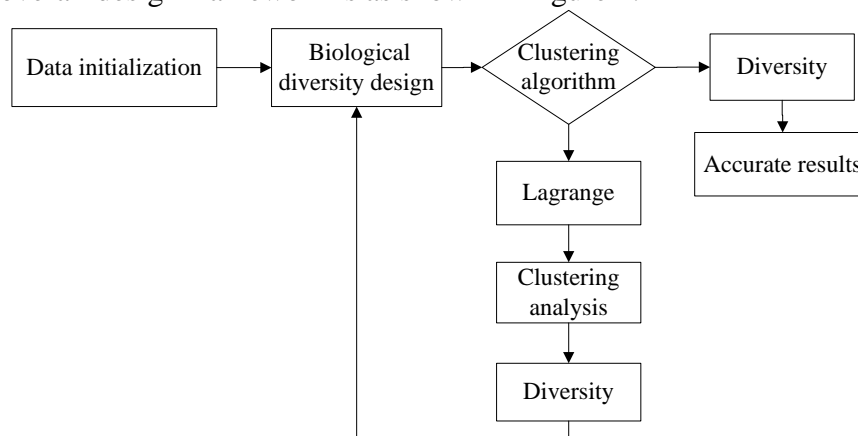 Data initialization
Biological
diversity design
Clustering
algorithm
Diversity
Accurate results
Lagrange
Clustering
analysis
Diversity